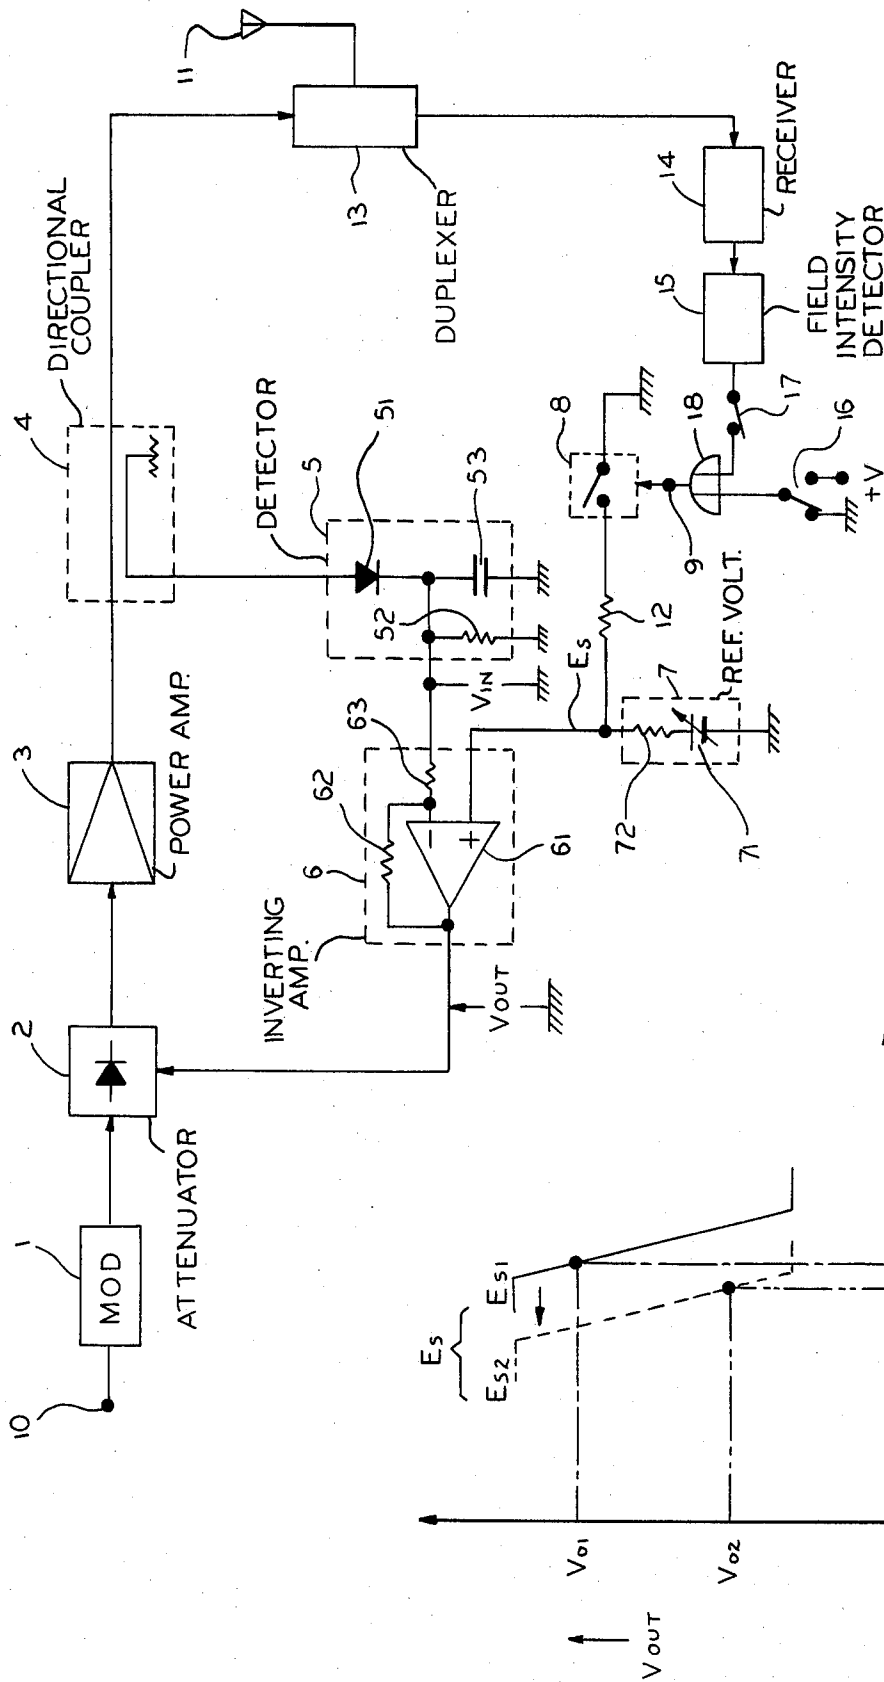 10
1
MOD
2
ATTENUATOR
3
POWER AMP.
4
DIRECTIONAL
COUPLER
11
13
DUPLEXER
14
RECEIVER
15
FIELD
INTENSITY
DETECTOR
DETECTOR
5
51
52
53
VIN
INVERTING
AMP.
6
62
63
61
VOUT
ES
12
8
9
18
17
16
+V
REF. VOLT.
7
72
71
ES
ES1
ES2
VO1
VO2
VOUT